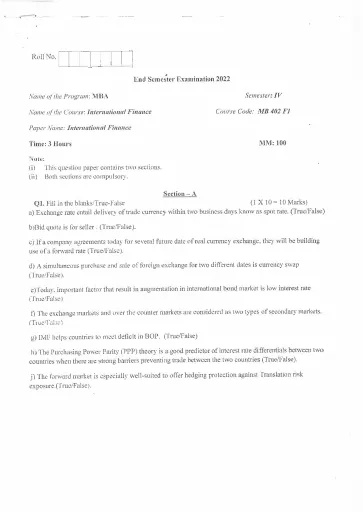 Roll No.
End Semester Examination 2022
Name of the Program: MBA
Semester: IV
Name of the Course: International Finance
Course Code: MB 402 F1
Paper Name: International Finance
Time: 3 Hours
MM: 100
Note:
(i) This question paper contains two sections.
(ii) Both sections are compulsory.
Section – A
Q1. Fill in the blanks/True-False (1 X 10 = 10 Marks)
a) Exchange rate entail delivery of trade currency within two business days know as spot rate. (True/False)
b)Bid quote is for seller . (True/False).
c) If a company agreements today for several future date of real currency exchange, they will be building
use of a forward rate (True/False).
d) A simultaneous purchase and sale of foreign exchange for two different dates is currency swap
(True/False).
e)Today, important factor that result in augmentation in international bond market is low interest rate
(True/False)
f) The exchange markets and over the counter markets are considered as two types of secondary markets.
(True/False)
g) IMF helps countries to meet deficit in BOP. (True/False)
h) The Purchasing Power Parity (PPP) theory is a good predictor of interest rate differentials between two
countries when there are strong barriers preventing trade between the two countries (True/False).
j) The forward market is especially well-suited to offer hedging protection against Translation risk
exposure.(True/False).